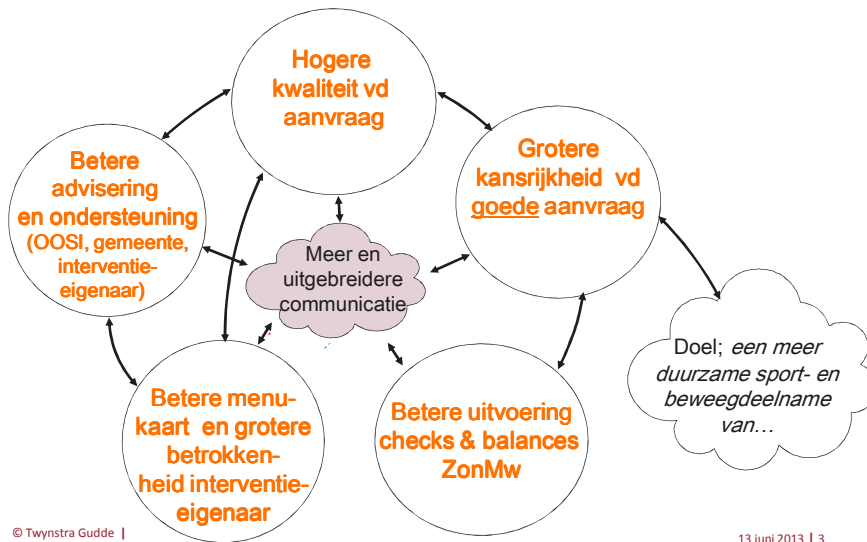 Hogere
kwaliteit vd
aanvraag
Betere
advisering
en ondersteuning
(OOSI, gemeente,
interventie-
eigenaar)
Grotere
kansrijkheid vd
goede aanvraag
Meer en
uitgebreidere
communicatie
Doel; een meer
duurzame sport- en
beweegdeelname
van…
Betere menu-
kaart en grotere
betrokken-
heid interventie-
eigenaar
Betere uitvoering
checks & balances
ZonMw
© Twynstra Gudde |
13 juni 2013 | 3